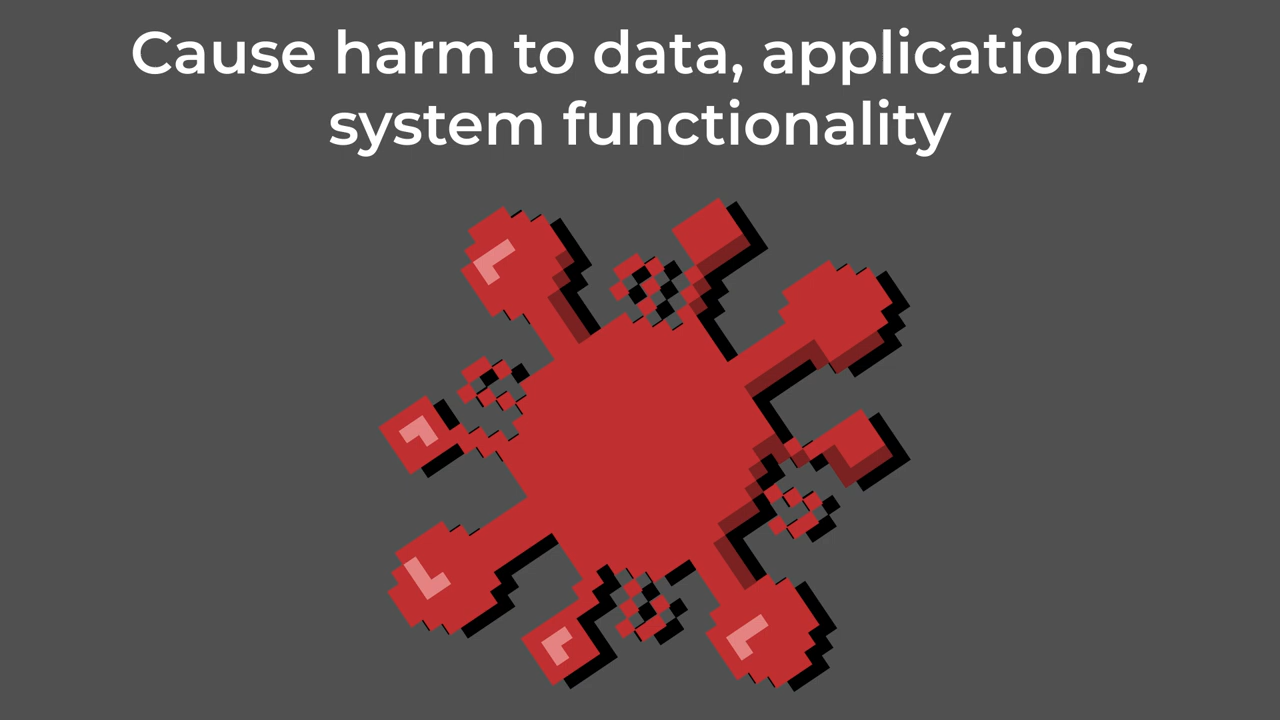 Cause harm to data, applications,
system functionality